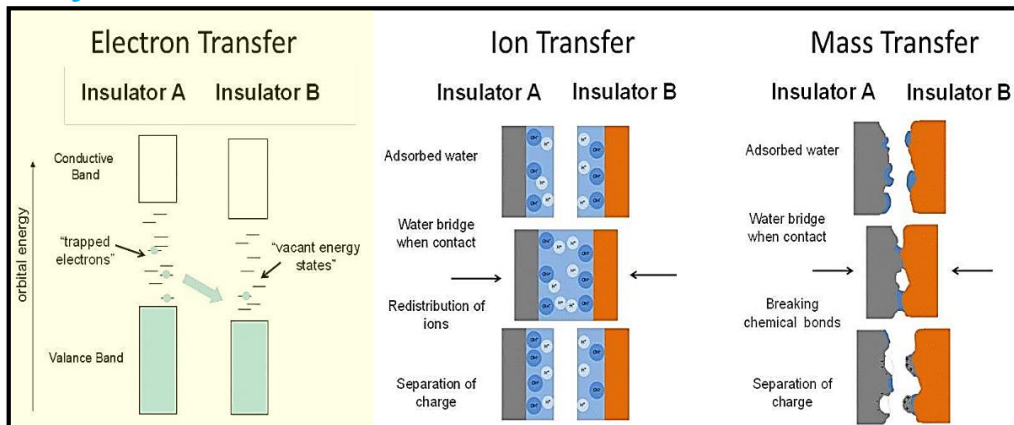 Electron Transfer
Insulator A Insulator B
Conductive
Band
orbital energy
"trapped
electrons"
"vacant energy
states"
Valance Band
Ion Transfer
Insulator A Insulator B
Adsorbed water
Water bridge
when contact
Redistribution of
ions
Separation of
charge
Mass Transfer
Insulator A Insulator B
Adsorbed water
Water bridge
when contact
Breaking
chemical bonds
Separation of
charge